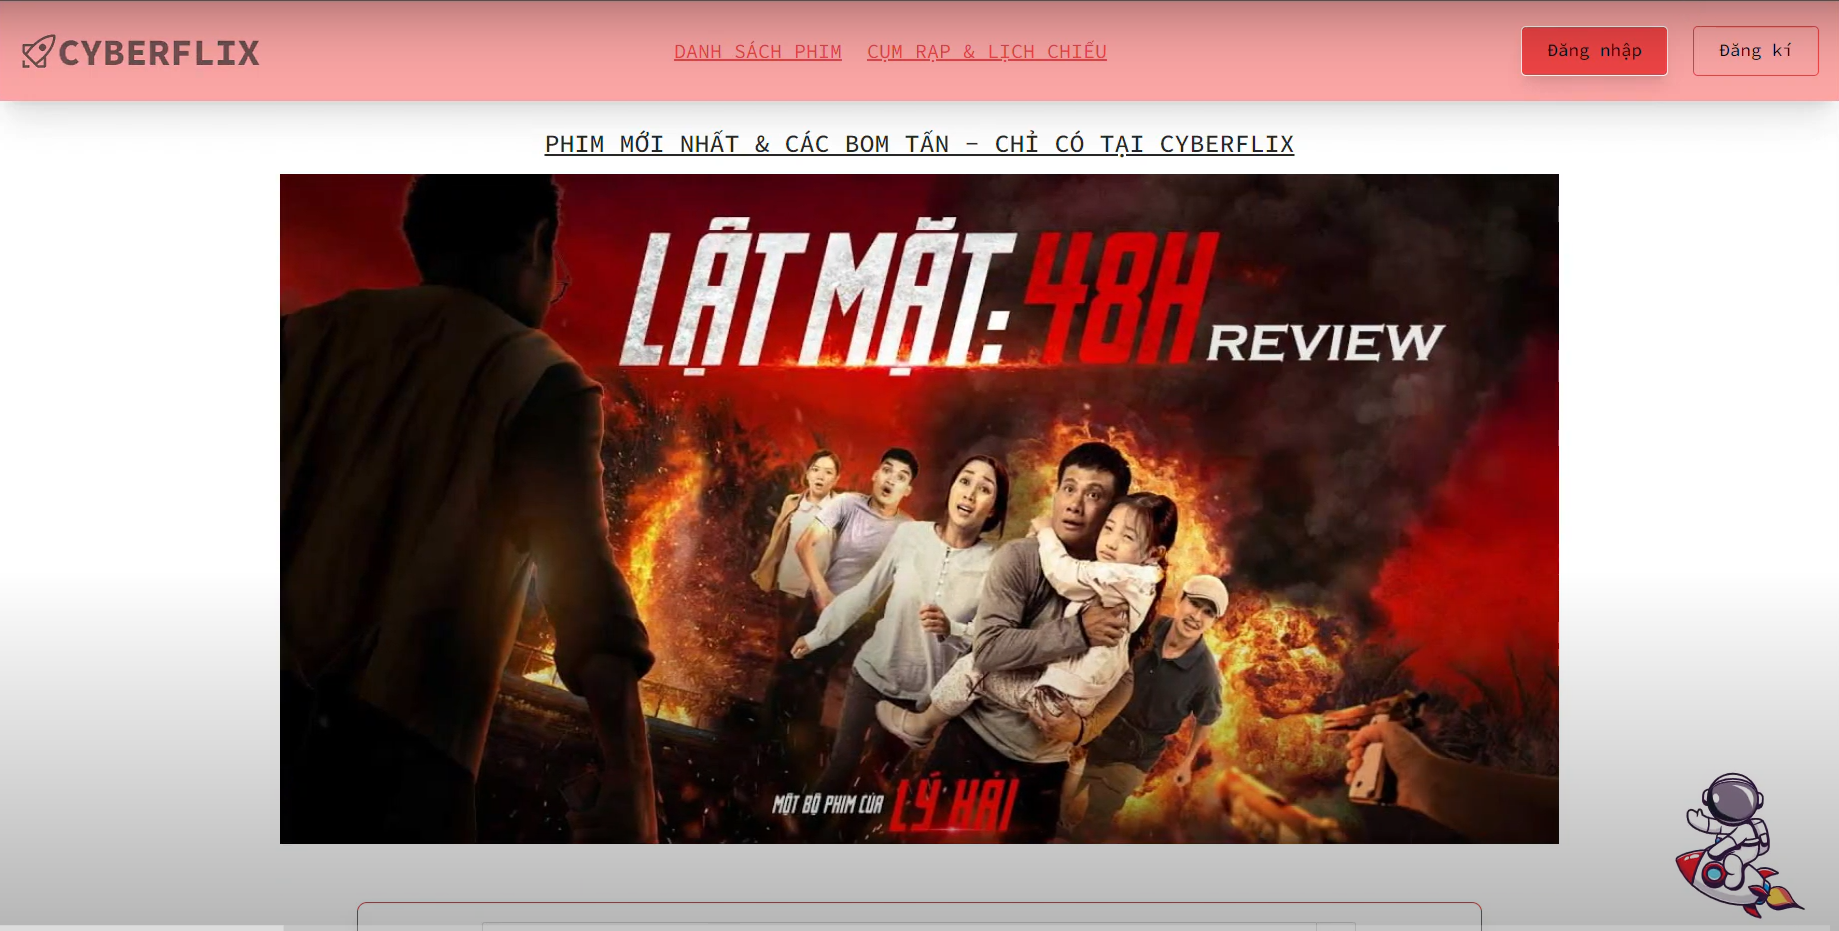 CYBERFLIX
DANH SÁCH PHIM CỤM RẠP & LỊCH CHIẾU
Đăng nhập
Đăng kí
PHIM MỚI NHẤT & CÁC BOM TẤN - CHỈ CÓ TẠI CYBERFLIX
LẬT MẶT: 48H REVIEW
MỘT BỘ PHIM CỦA LÝ HẢI